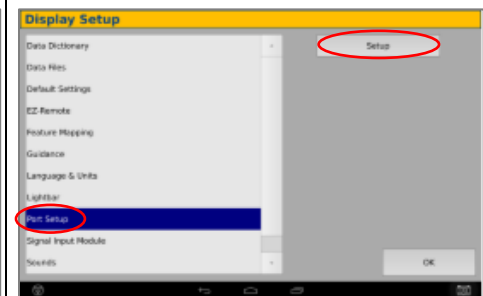 Display Setup
Data Dictionary
Setup
Data Files
Default Settings
EZ-Remote
Feature Mapping
Guidance
Language & Units
Lightbar
Port Setup
Signal Input Module
Sounds
OK